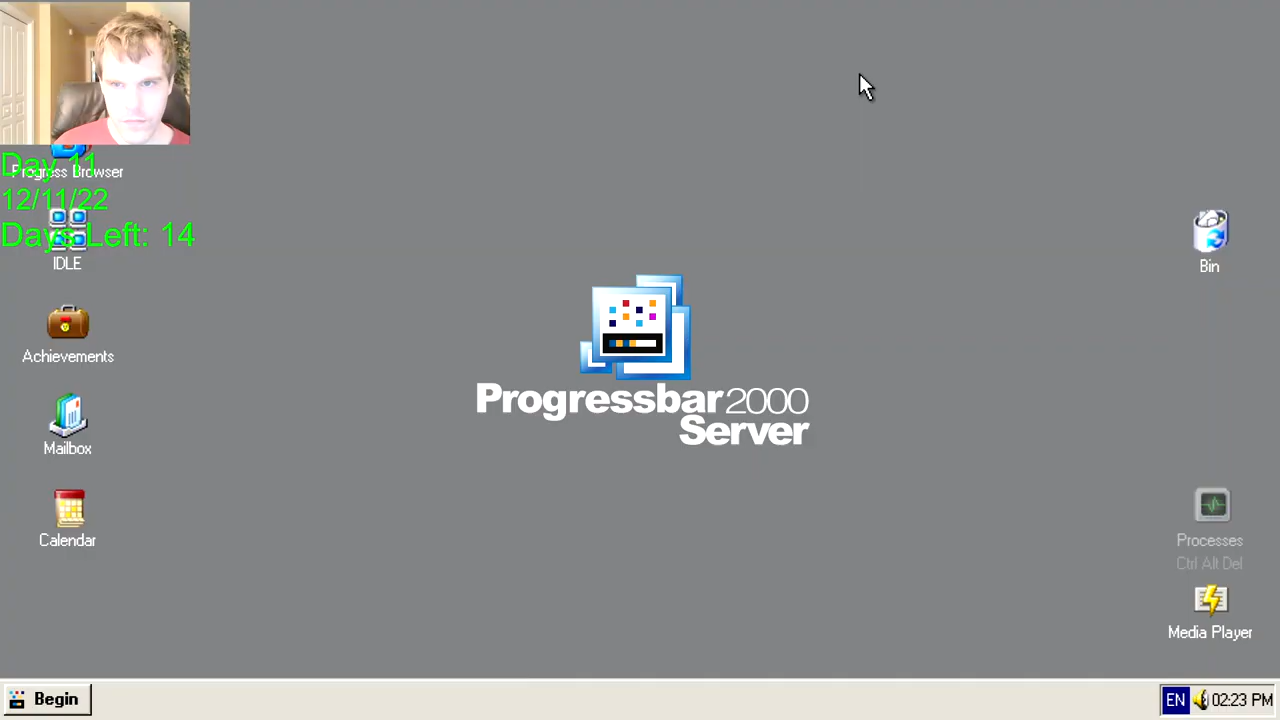 Day 11
Progress Browser
12/11/22
Days Left: 14
IDLE
Achievements
Mailbox
Calendar
Progressbar2000
Server
Bin
Processes
Ctrl Alt Del
Media Player
Begin
EN
02:23 PM